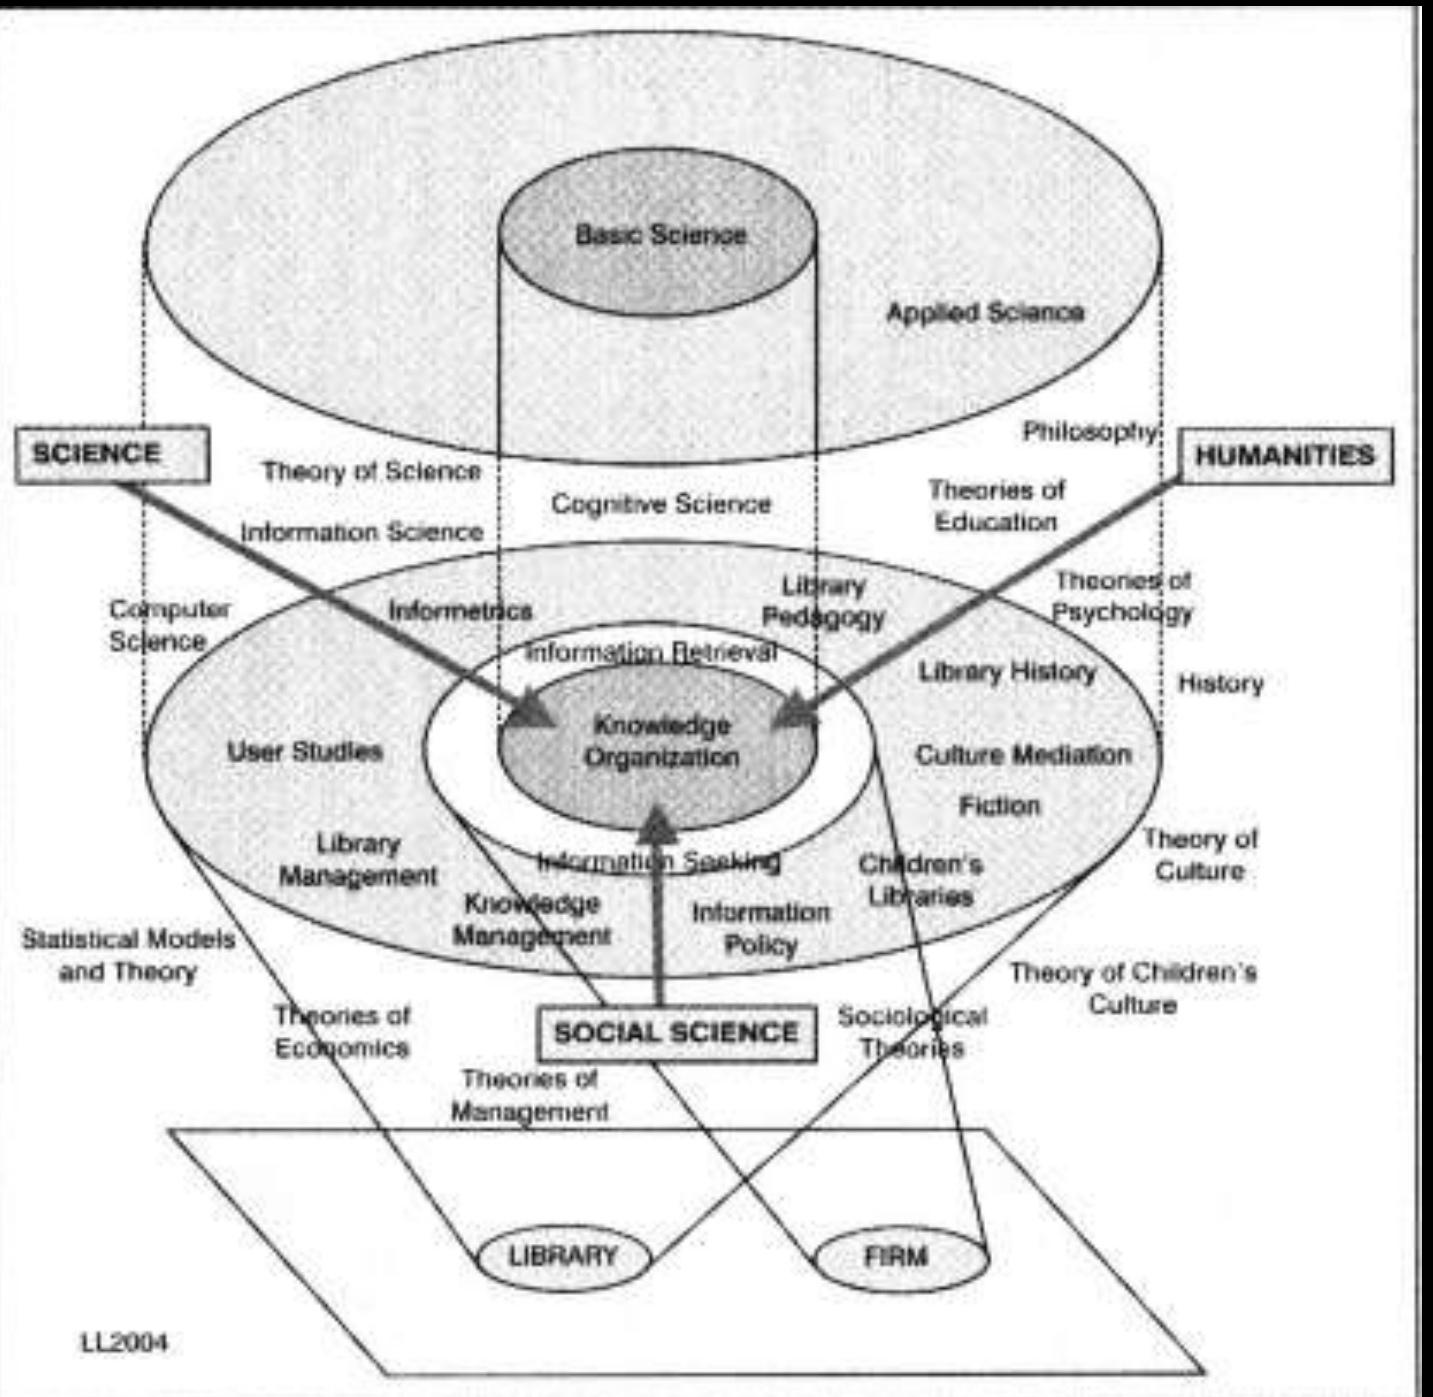 Basic Science
Applied Science
Philosophy
SCIENCE
HUMANITIES
Theory of Science
Cognitive Science
Theories of
Education
Information Science
Computer
Science
Informetrics
Library
Pedagogy
Theories of
Psychology
Information Retrieval
Library History
History
Knowledge
Organization
User Studies
Culture Mediation
Fiction
Library
Management
Information Seeking
Children's
Libraries
Theory of
Culture
Knowledge
Management
Information
Policy
Statistical Models
and Theory
Theory of Children's
Culture
Theories of
Economics
SOCIAL SCIENCE
Sociological
Theories
Theories of
Management
LIBRARY
FIRM
LL2004